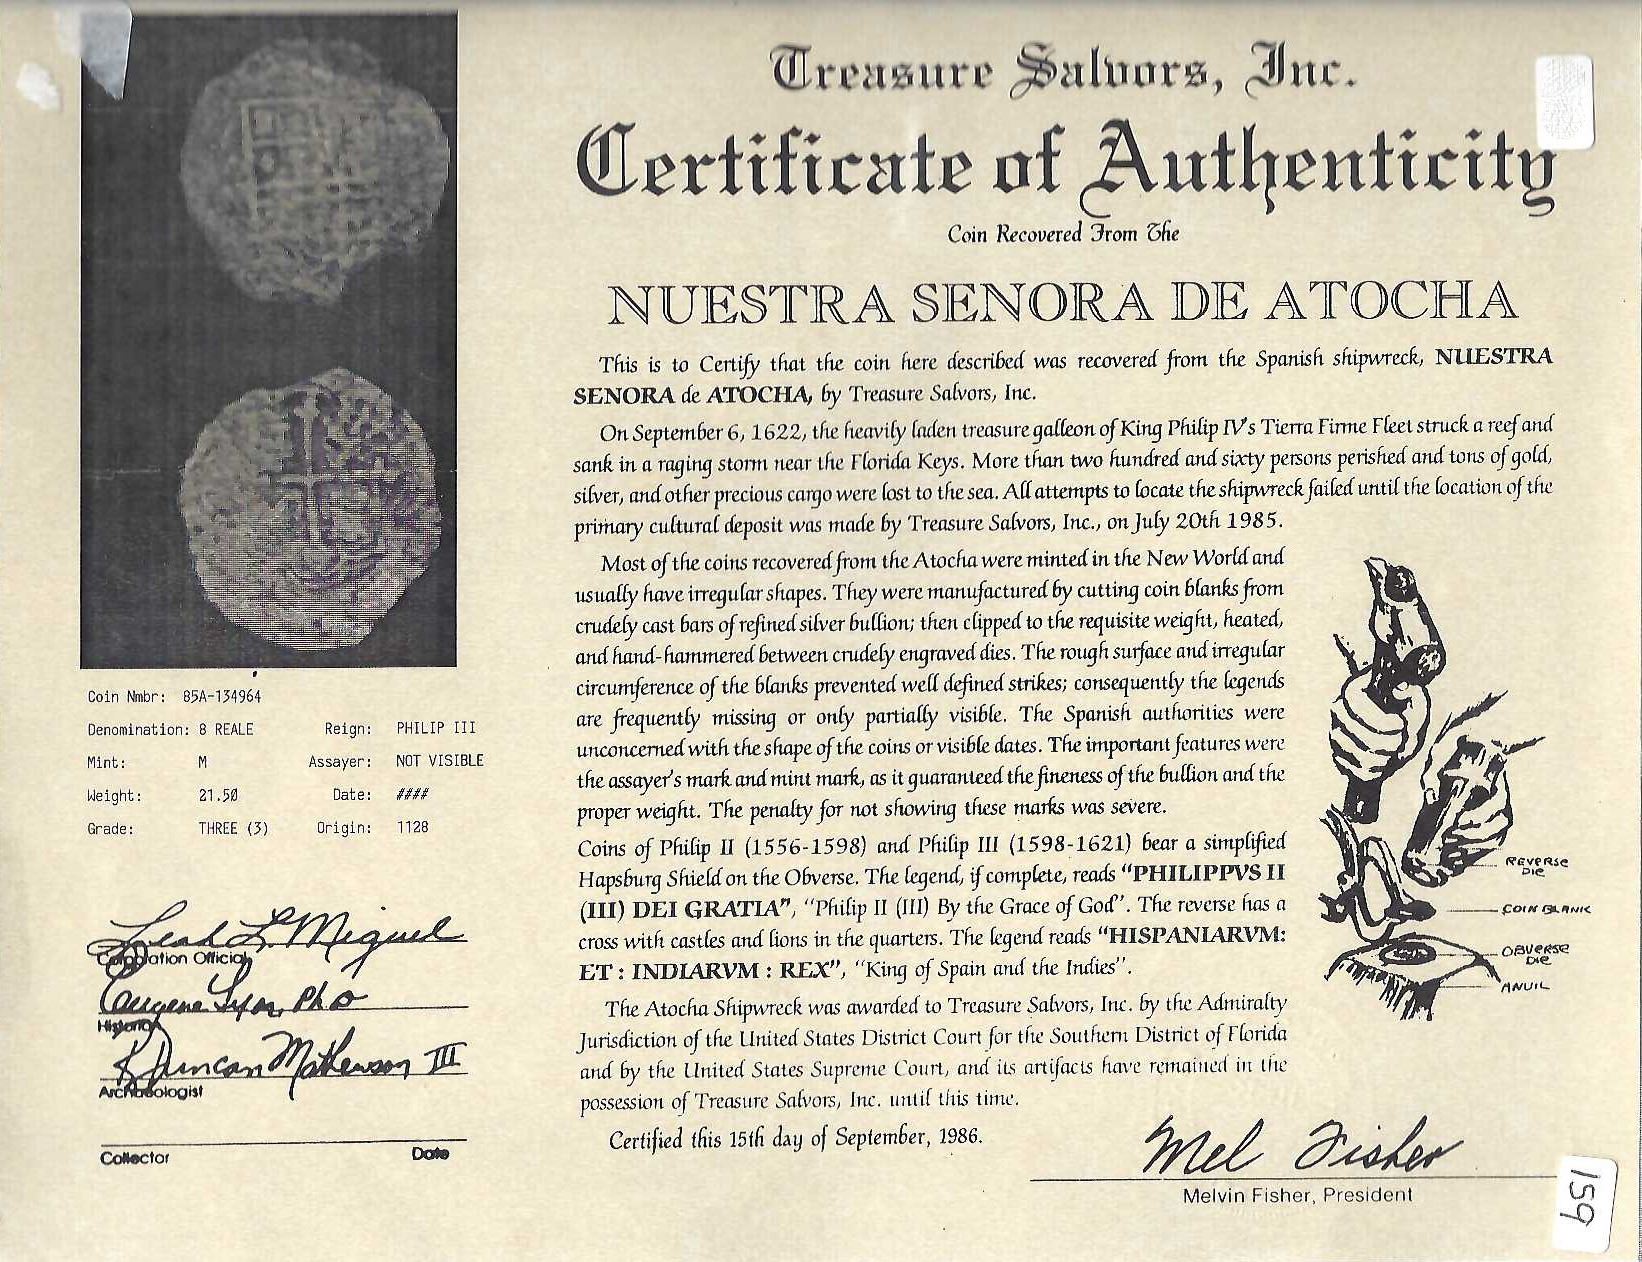 Treasure Salvors, Inc.
Certificate of Authenticity
Coin Recovered From The
NUESTRA SENORA DE ATOCHA
This is to Certify that the coin here described was recovered from the Spanish shipwreck, NUESTRA
SENORA de ATOCHA, by Treasure Salvors, Inc.
On September 6, 1622, the heavily laden treasure galleon of King Philip IV's Tierra Firme Fleet struck a reef and
sank in a raging storm near the Florida Keys. More than two hundred and sixty persons perished and tons of gold,
silver, and other precious cargo were lost to the sea. All attempts to locate the shipwreck failed until the location of the
primary cultural deposit was made by Treasure Salvors, Inc., on July 20th 1985.
Most of the coins recovered from the Atocha were minted in the New World and
usually have irregular shapes. They were manufactured by cutting coin blanks from
crudely cast bars of refined silver bullion; then clipped to the requisite weight, heated,
and hand-hammered between crudely engraved dies. The rough surface and irregular
circumference of the blanks prevented well defined strikes; consequently the legends
are frequently missing or only partially visible. The Spanish authorities were
unconcerned with the shape of the coins or visible dates. The important features were
the assayer's mark and mint mark, as it guaranteed the fineness of the bullion and the
proper weight. The penalty for not showing these marks was severe.
Coins of Philip II (1556-1598) and Philip III (1598-1621) bear a simplified
Hapsburg Shield on the Obverse. The legend, if complete, reads "PHILIPPVS II
(III) DEI GRATIA", "Philip II (III) By the Grace of God". The reverse has a
cross with castles and lions in the quarters. The legend reads "HISPANIARVM:
ET : INDIARVM : REX", "King of Spain and the Indies".
The Atocha Shipwreck was awarded to Treasure Salvors, Inc. by the Admiralty
Jurisdiction of the United States District Court for the Southern District of Florida
and by the United States Supreme Court, and its artifacts have remained in the
possession of Treasure Salvors, Inc. until this time.
Certified this 15th day of September, 1986.
REVERSE
DIE
COIN BLANK
OBVERSE
DIE
ANVIL
Mel Fisher
Melvin Fisher, President
159
Coin Nmbr: 85A-134964
Denomination: 8 REALE Reign: PHILIP III
Mint: M Assayer: NOT VISIBLE
Weight: 21.50 Date: ####
Grade: THREE (3) Origin: 1128
Leah L. Miguel
Corporation Official
Eugene Lyon, PhD
Historian
R. Duncan Mathewson III
Archaeologist
Collector Date